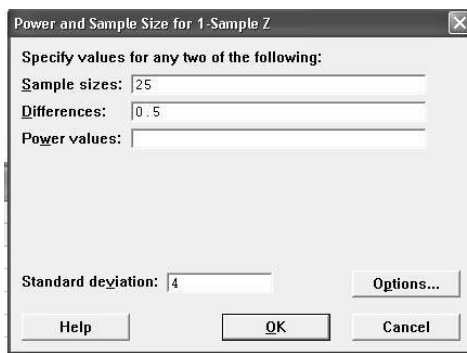 Power and Sample Size for 1-Sample Z
Specify values for any two of the following:
Sample sizes: 25
Differences: 0.5
Power values:
Standard deviation: 4
Options...
Help OK Cancel